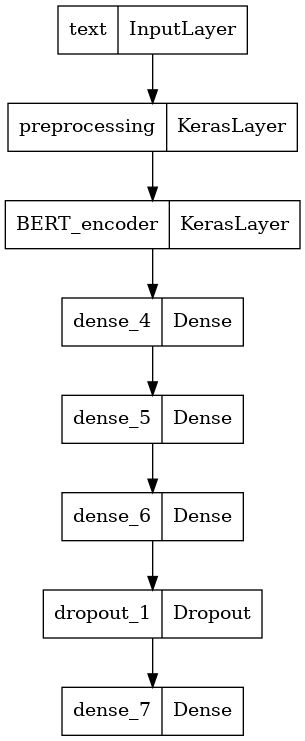 text InputLayer
preprocessing KerasLayer
BERT_encoder KerasLayer
dense_4 Dense
dense_5 Dense
dense_6 Dense
dropout_1 Dropout
dense_7 Dense